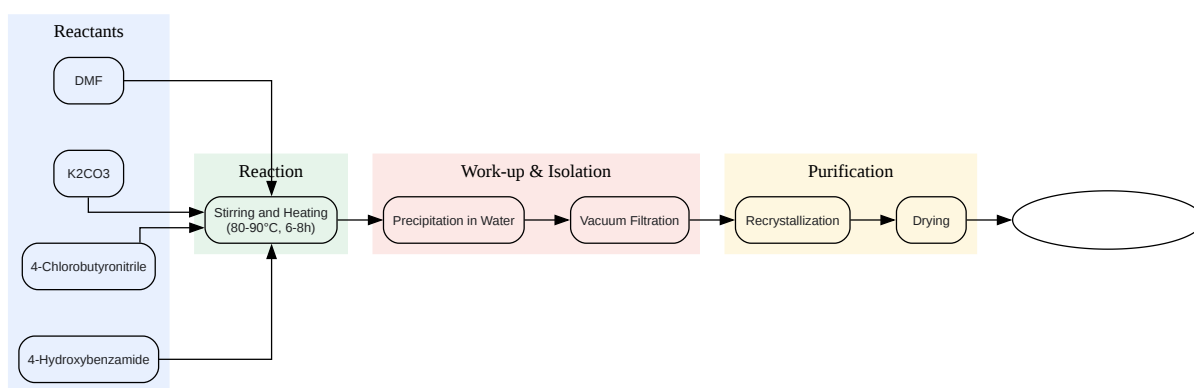 Reactants
DMF
K2CO3
4-Chlorobutyronitrile
4-Hydroxybenzamide
Reaction
Stirring and Heating
(80-90°C, 6-8h)
Work-up & Isolation
Precipitation in Water
Vacuum Filtration
Purification
Recrystallization
Drying